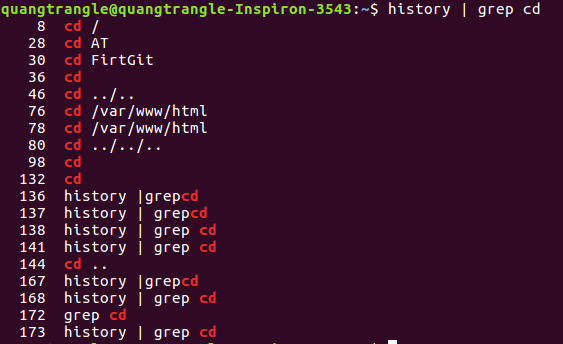 quangtrangle@quangtrangle-Inspiron-3543:~$ history | grep cd
8 cd /
28 cd AT
30 cd FirtGit
36 cd
46 cd ../..
76 cd /var/www/html
78 cd /var/www/html
80 cd ../../..
98 cd
132 cd
136 history |grepcd
137 history | grepcd
138 history | grep cd
141 history | grep cd
144 cd ..
167 history |grepcd
168 history | grep cd
172 grep cd
173 history | grep cd